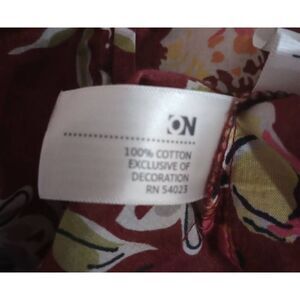 ON
100% COTTON
EXCLUSIVE OF
DECORATION
RN 54023